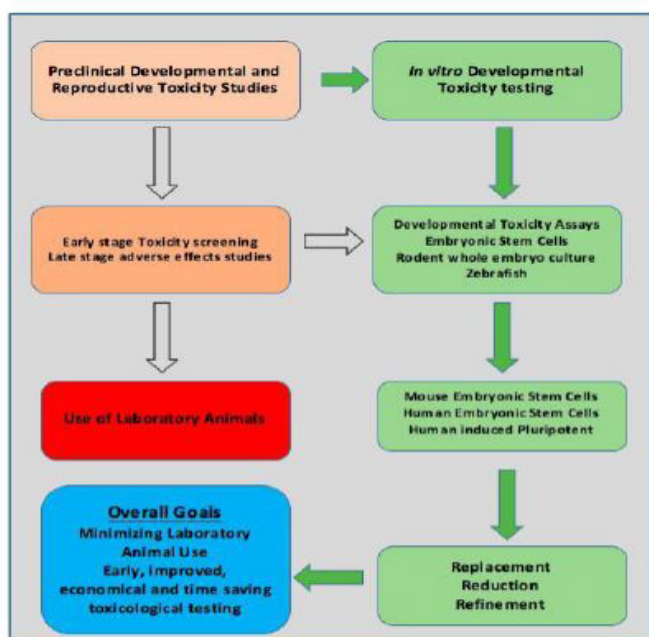 Preclinical Developmental and
Reproductive Toxicity Studies
In vitro Developmental
Toxicity testing
Early stage Toxicity screening
Late stage adverse effects studies
Developmental Toxicity Assays
Embryonic Stem Cells
Rodent whole embryo culture
Zebrafish
Use of Laboratory Animals
Mouse Embryonic Stem Cells
Human Embryonic Stem Cells
Human induced Pluripotent
Overall Goals
Minimizing Laboratory
Animal Use
Early, improved,
economical and time saving
toxicological testing
Replacement
Reduction
Refinement